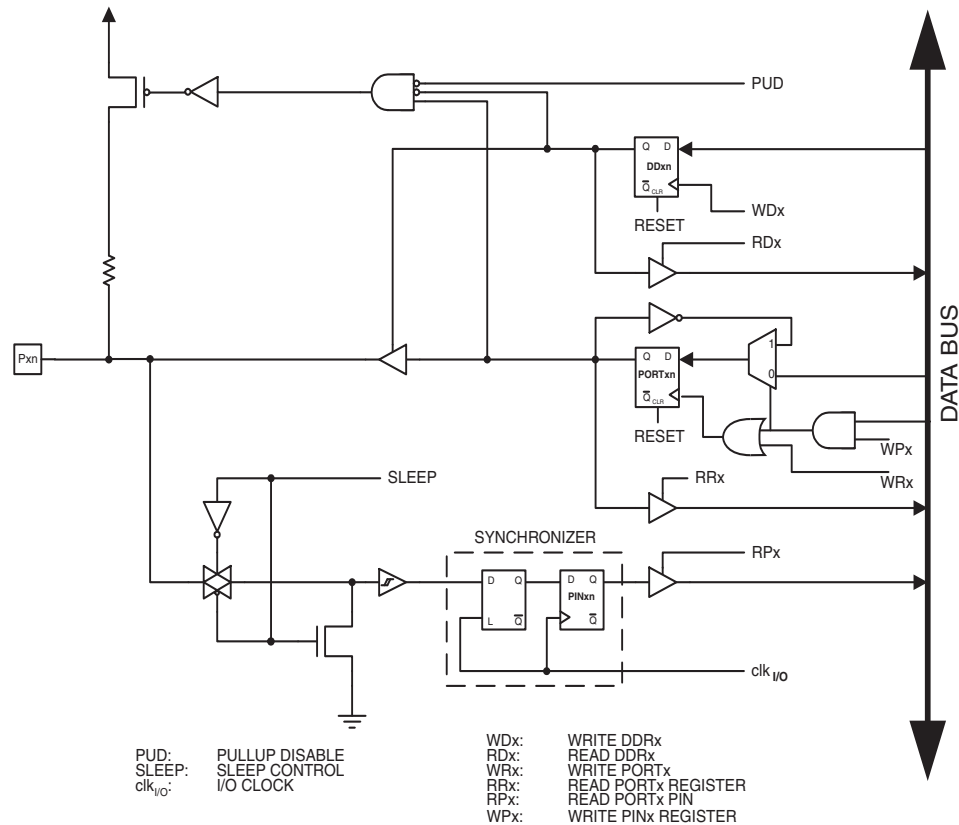 PUD
Q D
DDxn
Q CLR
WDx
RESET
RDx
Pxn
1
Q D
PORTxn
0
Q CLR
RESET
WPx
WRx
RRx
SLEEP
SYNCHRONIZER
RPx
D Q
L Q
D Q
PINxn
Q
clk I/O
DATA BUS
PUD: PULLUP DISABLE
SLEEP: SLEEP CONTROL
clkI/O: I/O CLOCK
WDx: WRITE DDRx
RDx: READ DDRx
WRx: WRITE PORTx
RRx: READ PORTx REGISTER
RPx: READ PORTx PIN
WPx: WRITE PINx REGISTER